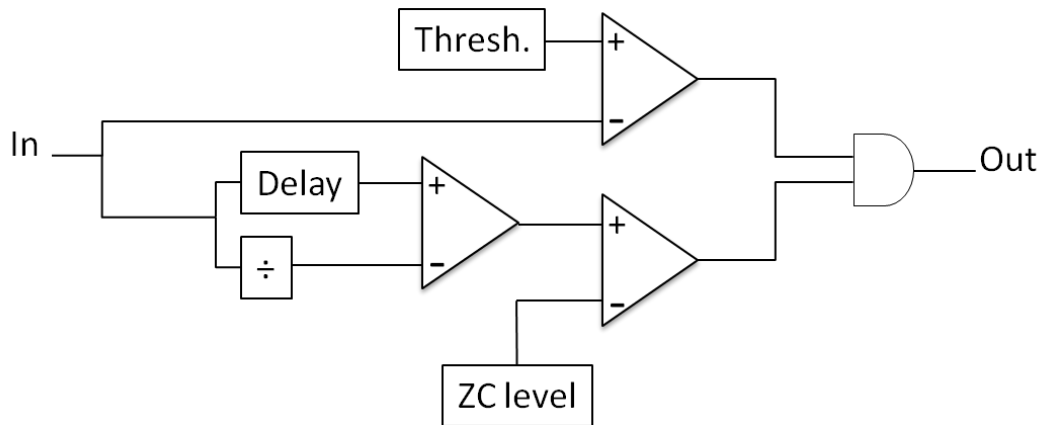 Thresh.
+
−
In
Delay
+
Out
÷
−
+
−
ZC level